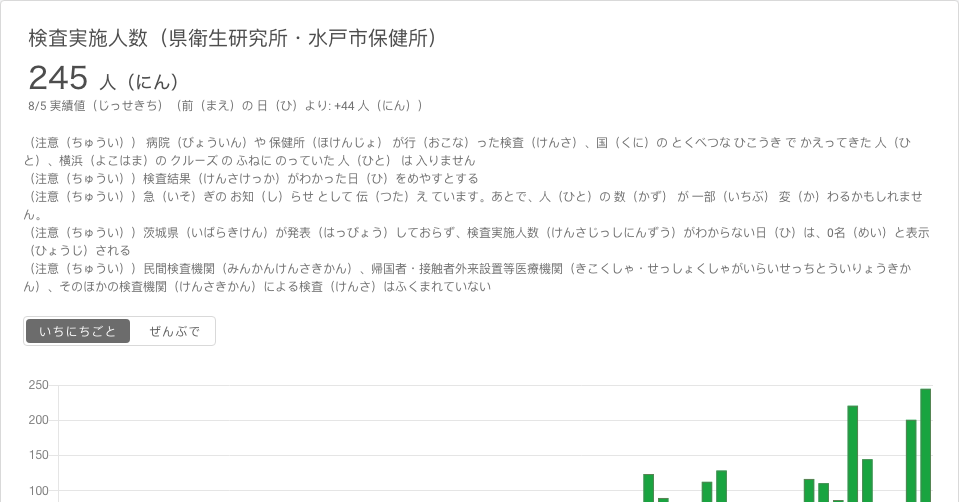 検査実施人数（県衛生研究所・水戸市保健所）
245 人（にん）
8/5 実績値（じっせきち）（前（まえ）の 日（ひ）より: +44 人（にん））
（注意（ちゅうい）） 病院（びょういん）や 保健所（ほけんじょ） が行（おこな）った検査（けんさ）、国（くに）の とくべつな ひこうき で かえってきた 人（ひ
と）、横浜（よこはま）の クルーズ の ふねに のっていた 人（ひと） は 入りません
（注意（ちゅうい））検査結果（けんさけっか）がわかった日（ひ）をめやすとする
（注意（ちゅうい））急（いそ）ぎの お知（し）らせ として 伝（つた）え ています。あとで、人（ひと）の 数（かず） が 一部（いちぶ） 変（か）わるかもしれませ
ん。
（注意（ちゅうい））茨城県（いばらきけん）が発表（はっぴょう）しておらず、検査実施人数（けんさじっしにんずう）がわからない日（ひ）は、0名（めい）と表示
（ひょうじ）される
（注意（ちゅうい））民間検査機関（みんかんけんさきかん）、帰国者・接触者外来設置等医療機関（きこくしゃ・せっしょくしゃがいらいせっちとういりょうきか
ん）、そのほかの検査機関（けんさきかん）による検査（けんさ）はふくまれていない
いちにちごと ぜんぶで
250
200
150
100